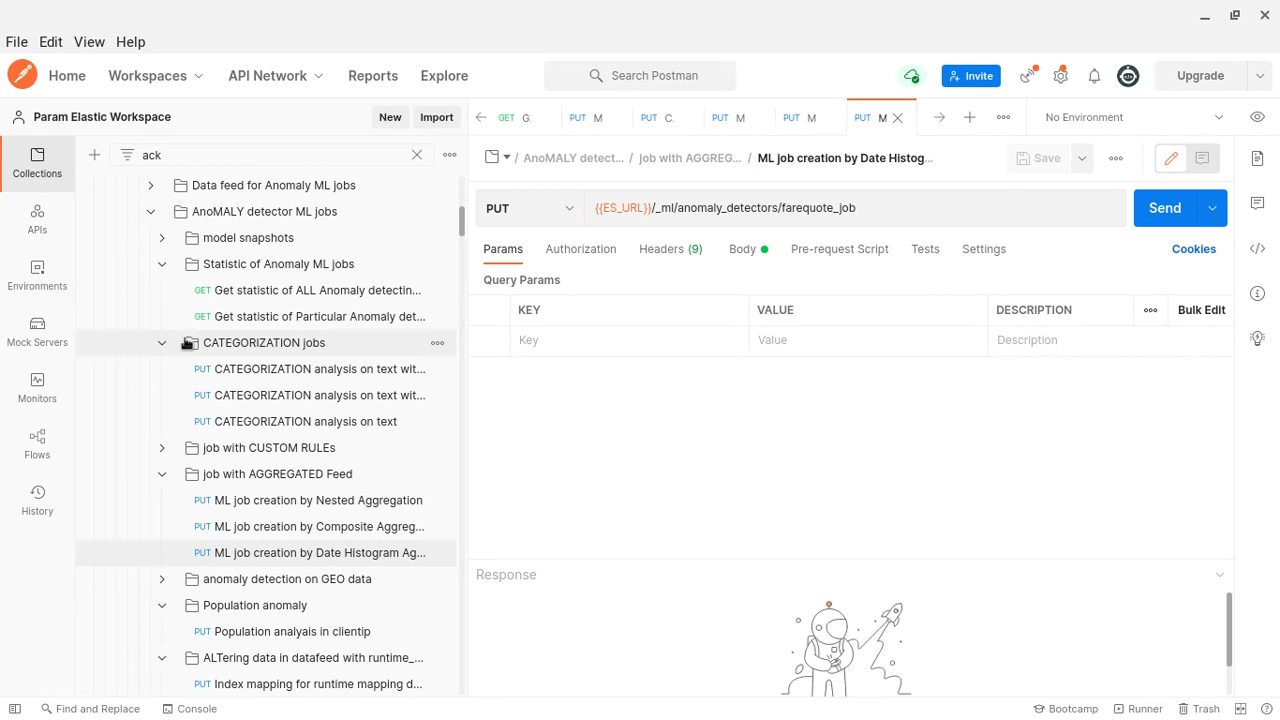 File Edit View Help
Home Workspaces API Network Reports Explore Search Postman Invite Upgrade
Param Elastic Workspace New Import GET G. PUT M PUT C. PUT M PUT M PUT M No Environment
Collections
APIs
Environments
Mock Servers
Monitors
Flows
History
ack
Data feed for Anomaly ML jobs
AnoMALY detector ML jobs
model snapshots
Statistic of Anomaly ML jobs
GET Get statistic of ALL Anomaly detectin...
GET Get statistic of Particular Anomaly det...
CATEGORIZATION jobs
PUT CATEGORIZATION analysis on text wit...
PUT CATEGORIZATION analysis on text wit...
PUT CATEGORIZATION analysis on text
job with CUSTOM RULEs
job with AGGREGATED Feed
PUT ML job creation by Nested Aggregation
PUT ML job creation by Composite Aggreg...
PUT ML job creation by Date Histogram Ag...
anomaly detection on GEO data
Population anomaly
PUT Population analyais in clientip
ALTering data in datafeed with runtime_...
PUT Index mapping for runtime mapping d...
/ AnoMALY detect... / job with AGGREG... / ML job creation by Date Histog... Save
PUT {{ES_URL}}/_ml/anomaly_detectors/farequote_job Send
Params Authorization Headers (9) Body Pre-request Script Tests Settings Cookies
Query Params
KEY VALUE DESCRIPTION Bulk Edit
Key Value Description
Response
Find and Replace Console Bootcamp Runner Trash